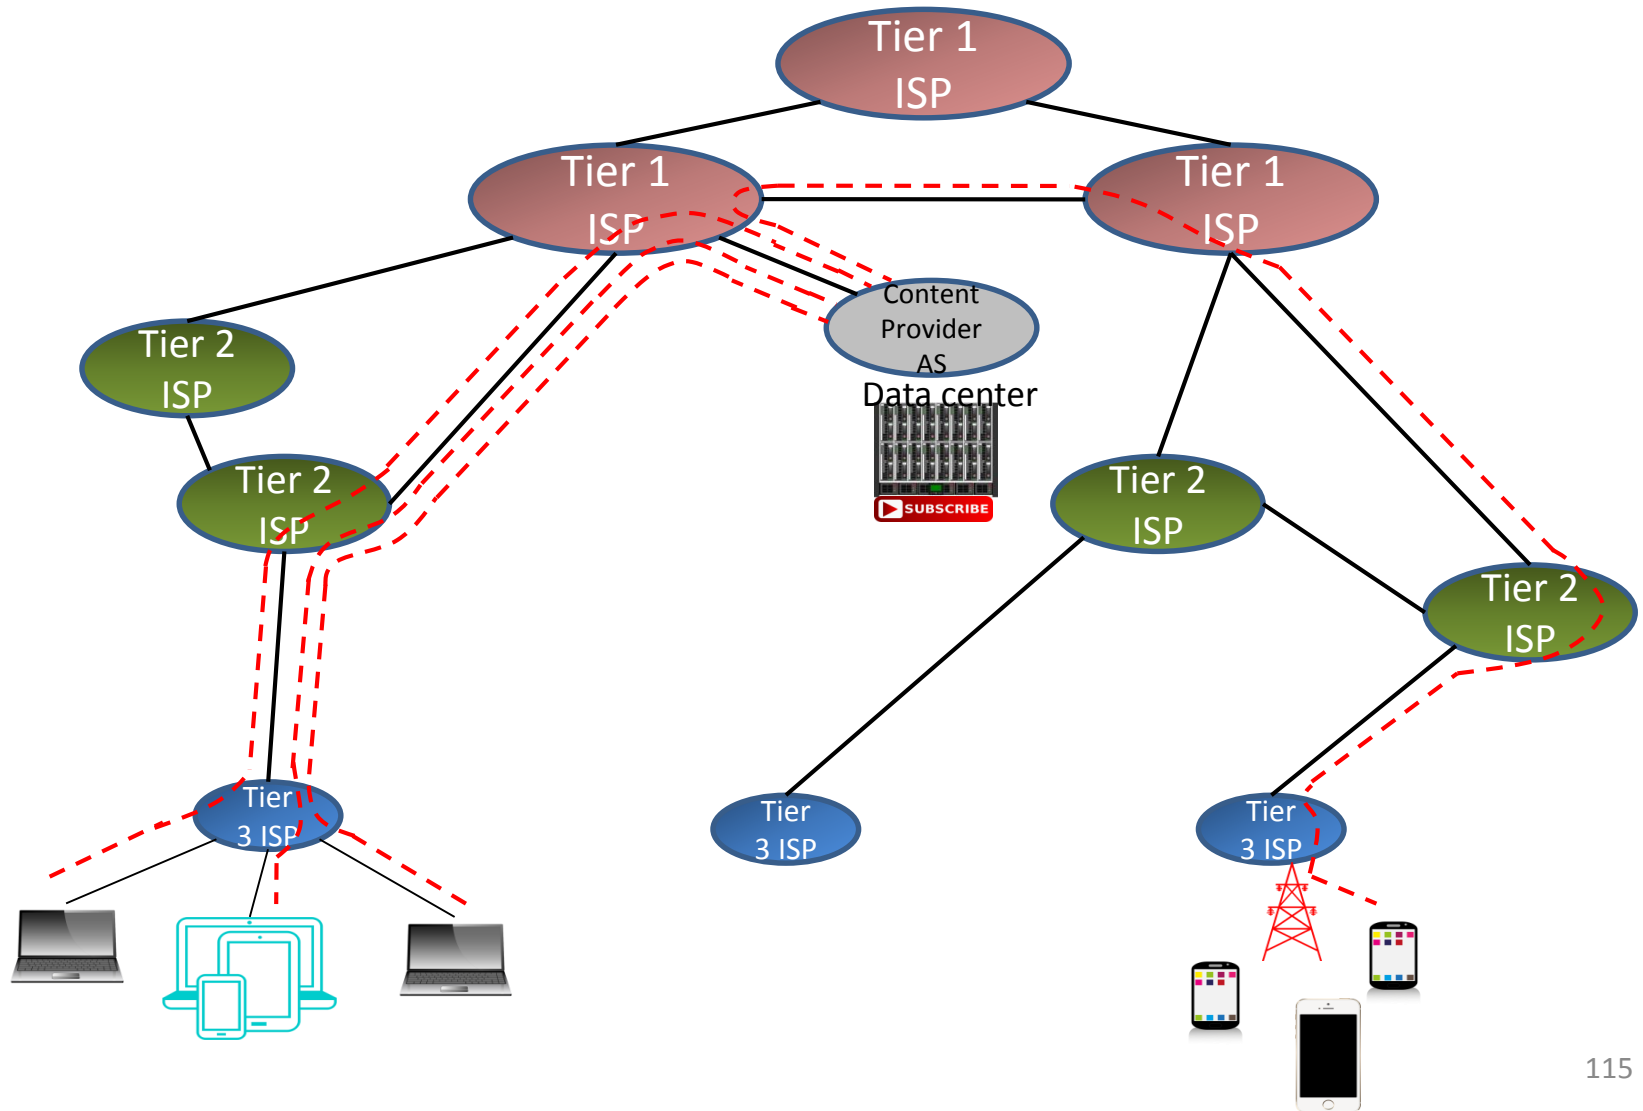 Tier 1
ISP
Tier 1
ISP
Tier 1
ISP
Content
Provider
AS
Data center
SUBSCRIBE
Tier 2
ISP
Tier 2
ISP
Tier 2
ISP
Tier 2
ISP
Tier
3 ISP
Tier
3 ISP
Tier
3 ISP
115